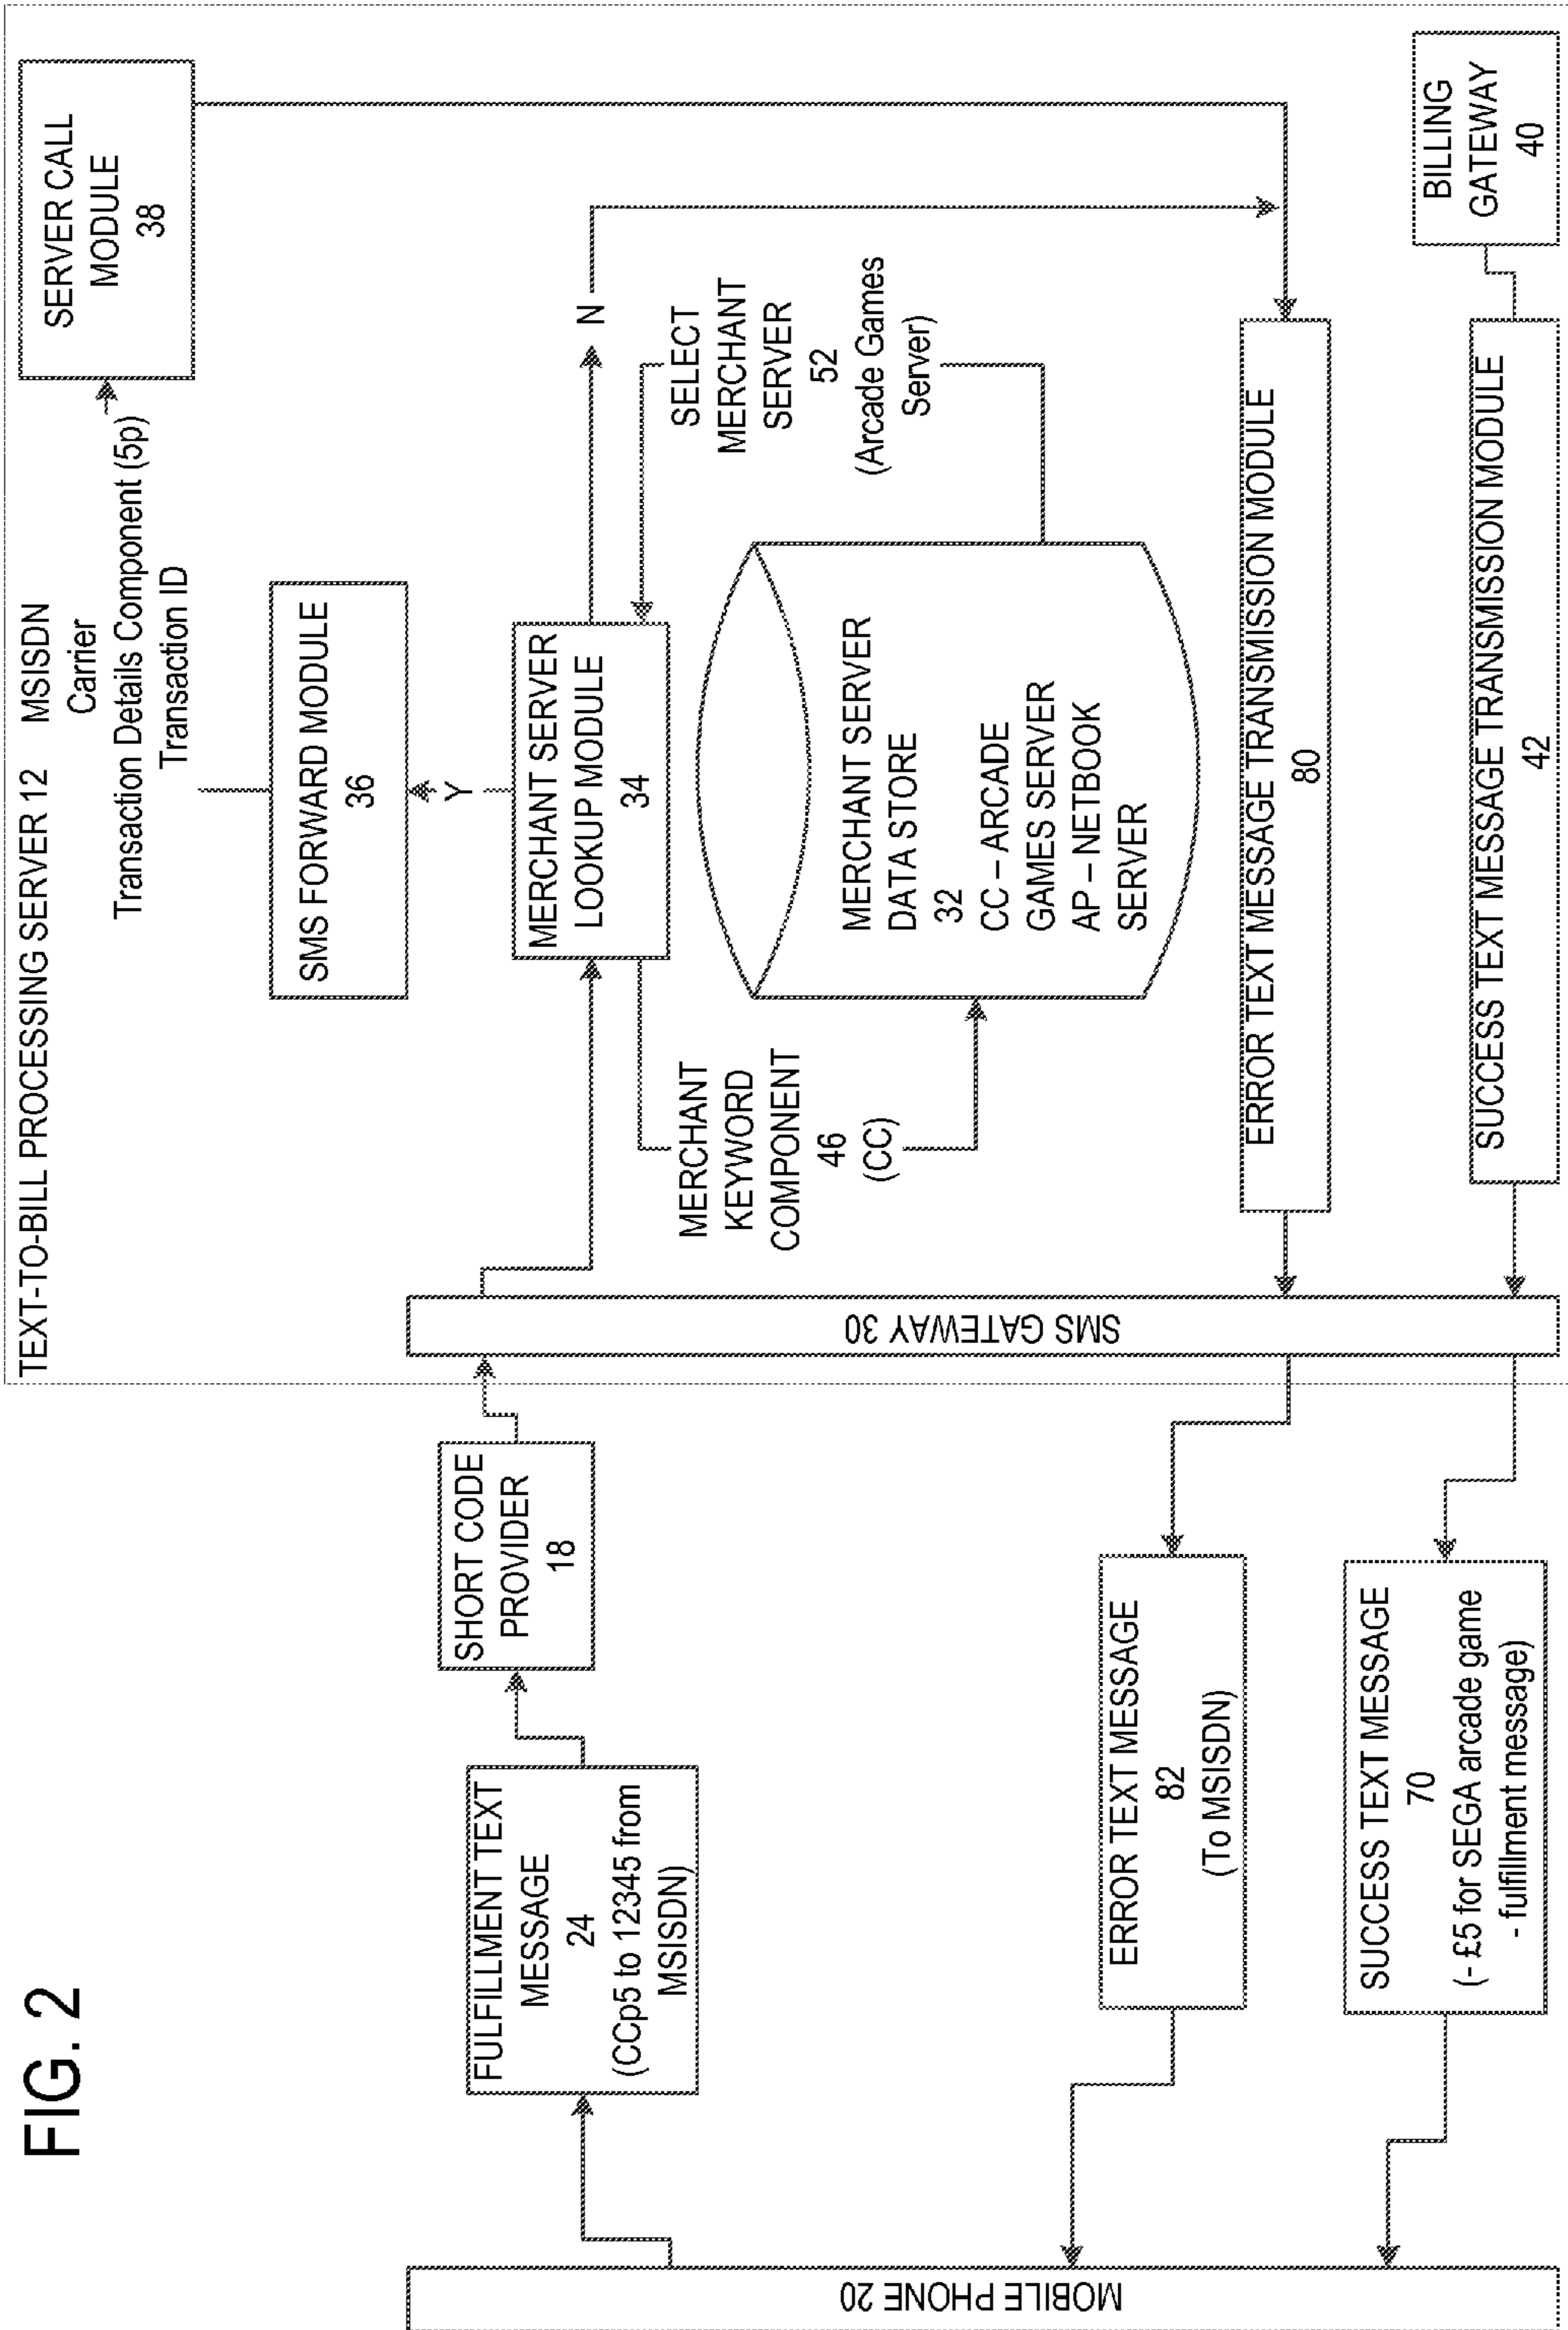 FIG. 2
TEXT-TO-BILL PROCESSING SERVER 12
MSISDN
Carrier
Transaction Details Component (5p)
Transaction ID
SERVER CALL
MODULE
38
SMS FORWARD MODULE
36
Y
MERCHANT SERVER
LOOKUP MODULE
34
N
MERCHANT
KEYWORD
COMPONENT
46
(CC)
SELECT
MERCHANT
SERVER
52
(Arcade Games
Server)
MERCHANT SERVER
DATA STORE
32
CC – ARCADE
GAMES SERVER
AP – NETBOOK
SERVER
ERROR TEXT MESSAGE TRANSMISSION MODULE
80
SUCCESS TEXT MESSAGE TRANSMISSION MODULE
42
BILLING
GATEWAY
40
SMS GATEWAY 30
SHORT CODE
PROVIDER
18
FULFILLMENT TEXT
MESSAGE
24
(CCp5 to 12345 from
MSISDN)
ERROR TEXT MESSAGE
82
(To MSISDN)
SUCCESS TEXT MESSAGE
70
(- £5 for SEGA arcade game
- fulfillment message)
MOBILE PHONE 20